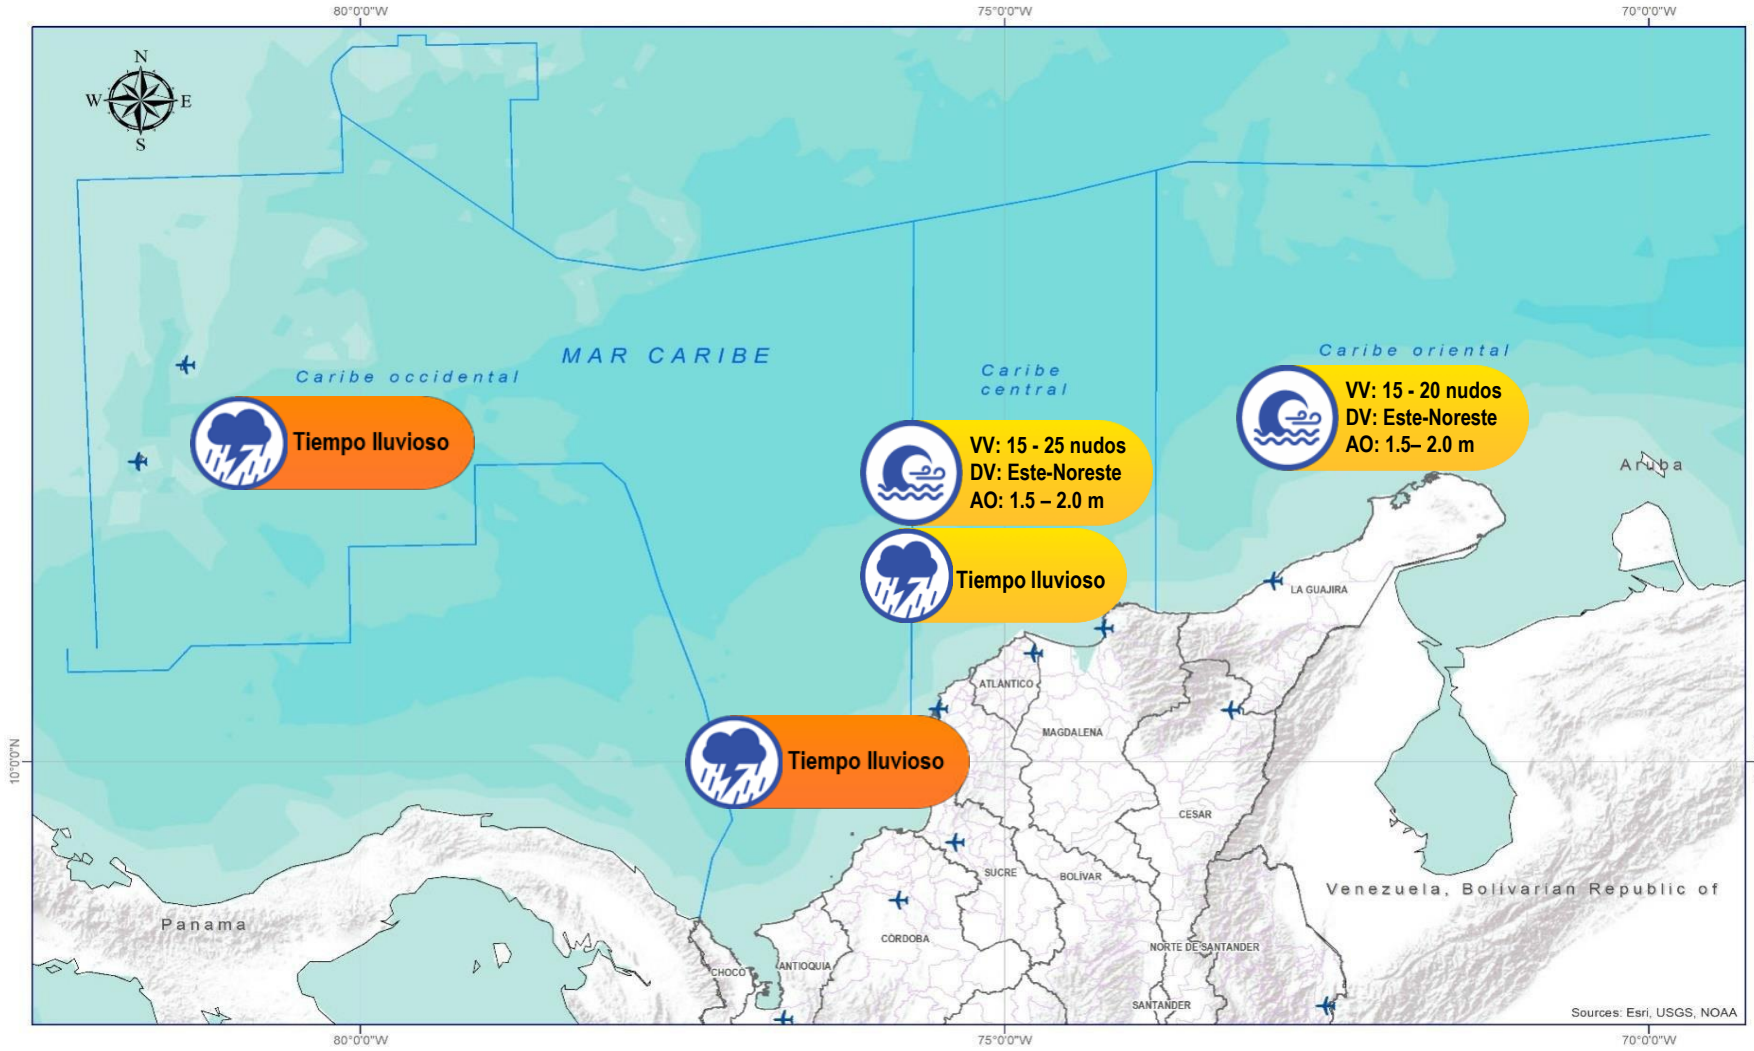 80°0'0"W
75°0'0"W
70°0'0"W
N
W
E
S
MAR CARIBE
Caribe occidental
Caribe
central
Caribe oriental
VV: 15 - 20 nudos
DV: Este-Noreste
AO: 1.5– 2.0 m
Tiempo lluvioso
VV: 15 - 25 nudos
DV: Este-Noreste
AO: 1.5 – 2.0 m
Aruba
Tiempo lluvioso
LA GUAJIRA
ATLÁNTICO
MAGDALENA
10°0'0"N
Tiempo lluvioso
CESAR
SUCRE
BOLÍVAR
Venezuela, Bolivarian Republic of
Panama
CÓRDOBA
NORTE DE SANTANDER
CHOCÓ
ANTIOQUIA
SANTANDER
Sources: Esri, USGS, NOAA
80°0'0"W
75°0'0"W
70°0'0"W